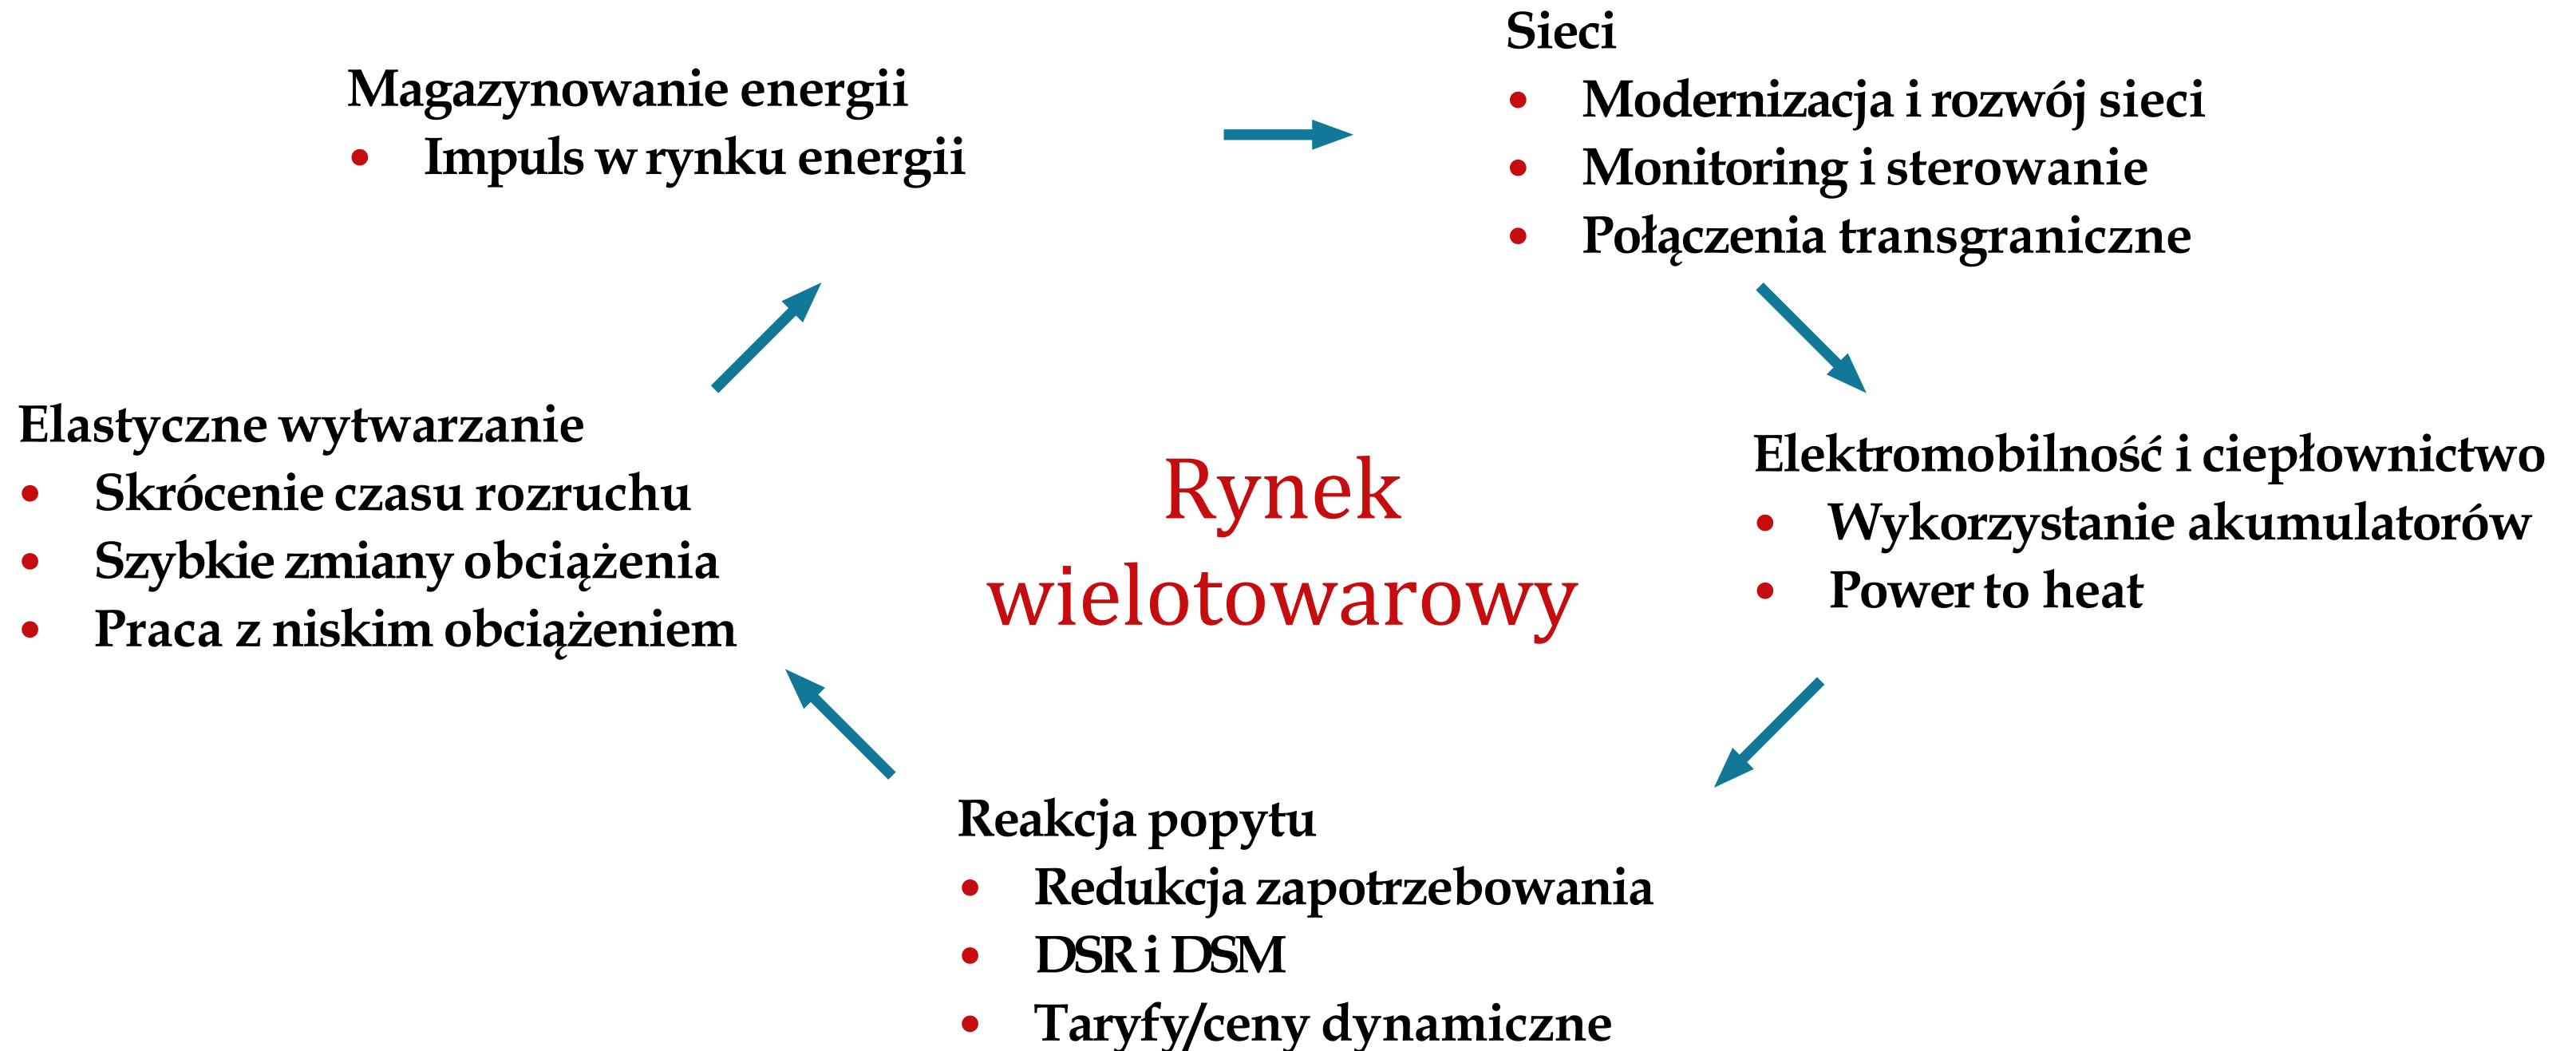 Magazynowanie energii
• Impuls w rynku energii
Sieci
• Modernizacja i rozwój sieci
• Monitoring i sterowanie
• Połączenia transgraniczne
Elastyczne wytwarzanie
• Skrócenie czasu rozruchu
• Szybkie zmiany obciążenia
• Praca z niskim obciążeniem
Rynek
wielotowarowy
Elektromobilność i ciepłownictwo
• Wykorzystanie akumulatorów
• Power to heat
Reakcja popytu
• Redukcja zapotrzebowania
• DSR i DSM
• Taryfy/ceny dynamiczne